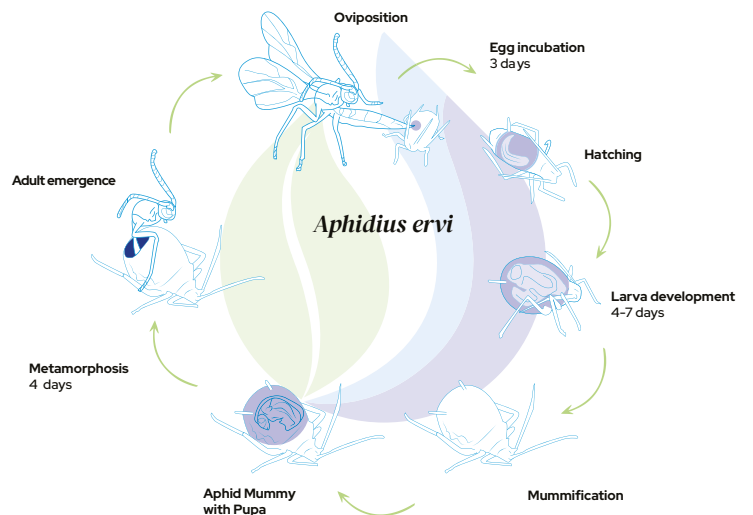 Oviposition
Egg incubation
3 days
Hatching
Adult emergence
Aphidius ervi
Larva development
4-7 days
Metamorphosis
4 days
Aphid Mummy
with Pupa
Mummification